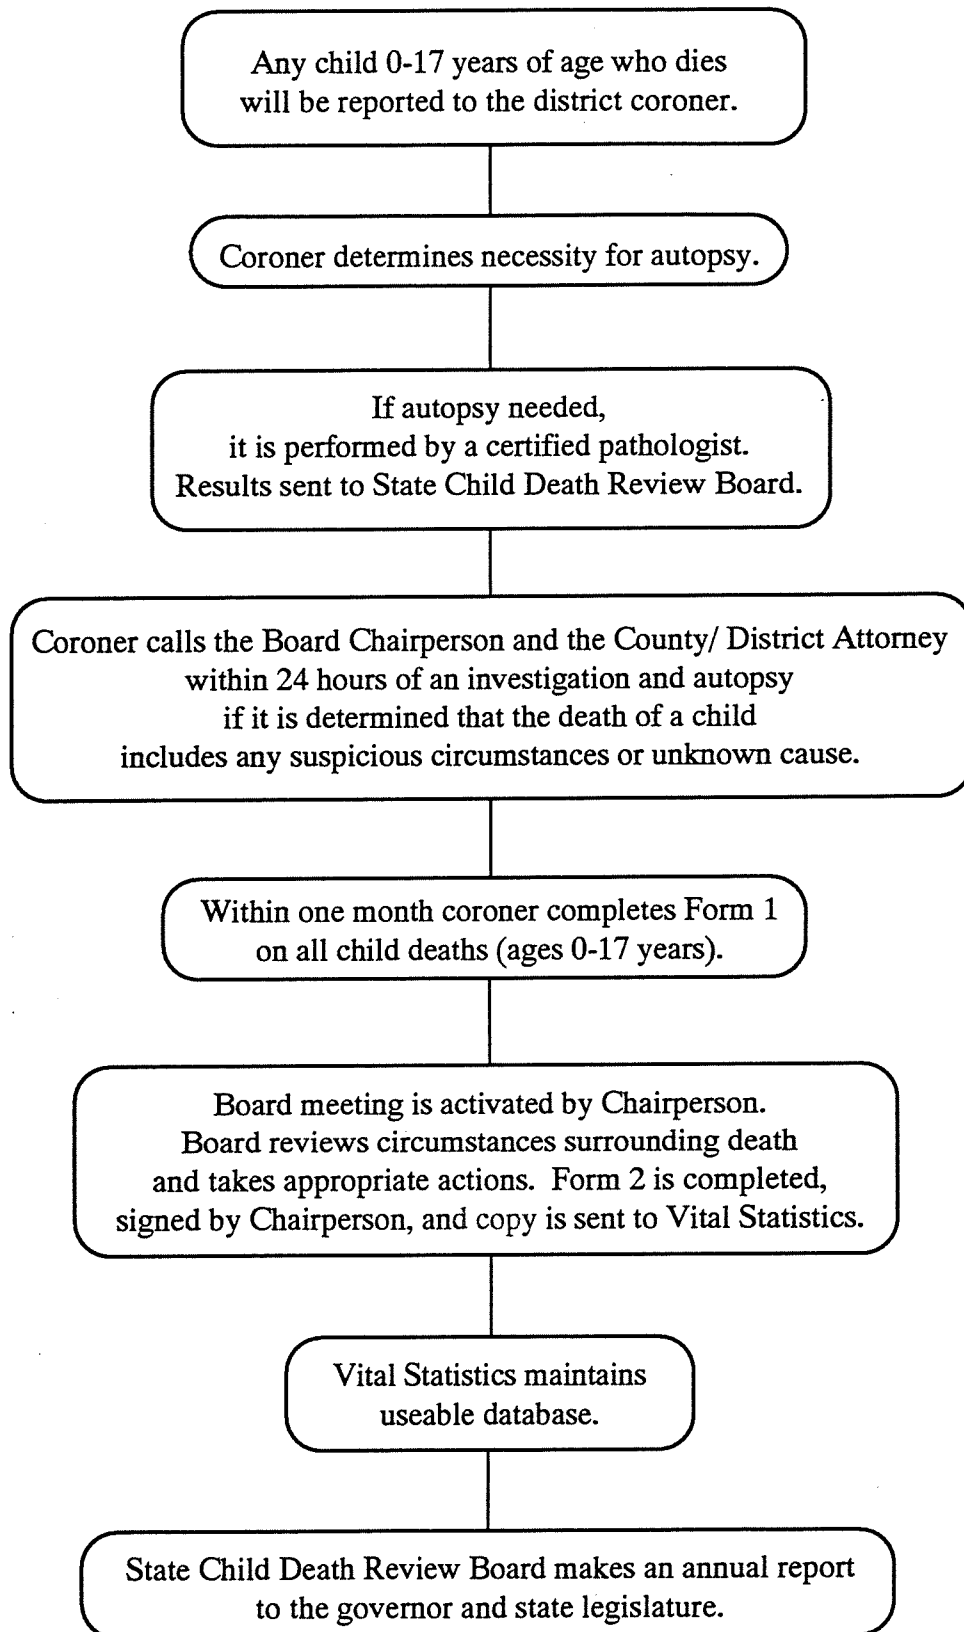 Any child 0-17 years of age who dies
will be reported to the district coroner.
Coroner determines necessity for autopsy.
If autopsy needed,
it is performed by a certified pathologist.
Results sent to State Child Death Review Board.
Coroner calls the Board Chairperson and the County/ District Attorney
within 24 hours of an investigation and autopsy
if it is determined that the death of a child
includes any suspicious circumstances or unknown cause.
Within one month coroner completes Form 1
on all child deaths (ages 0-17 years).
Board meeting is activated by Chairperson.
Board reviews circumstances surrounding death
and takes appropriate actions. Form 2 is completed,
signed by Chairperson, and copy is sent to Vital Statistics.
Vital Statistics maintains
useable database.
State Child Death Review Board makes an annual report
to the governor and state legislature.